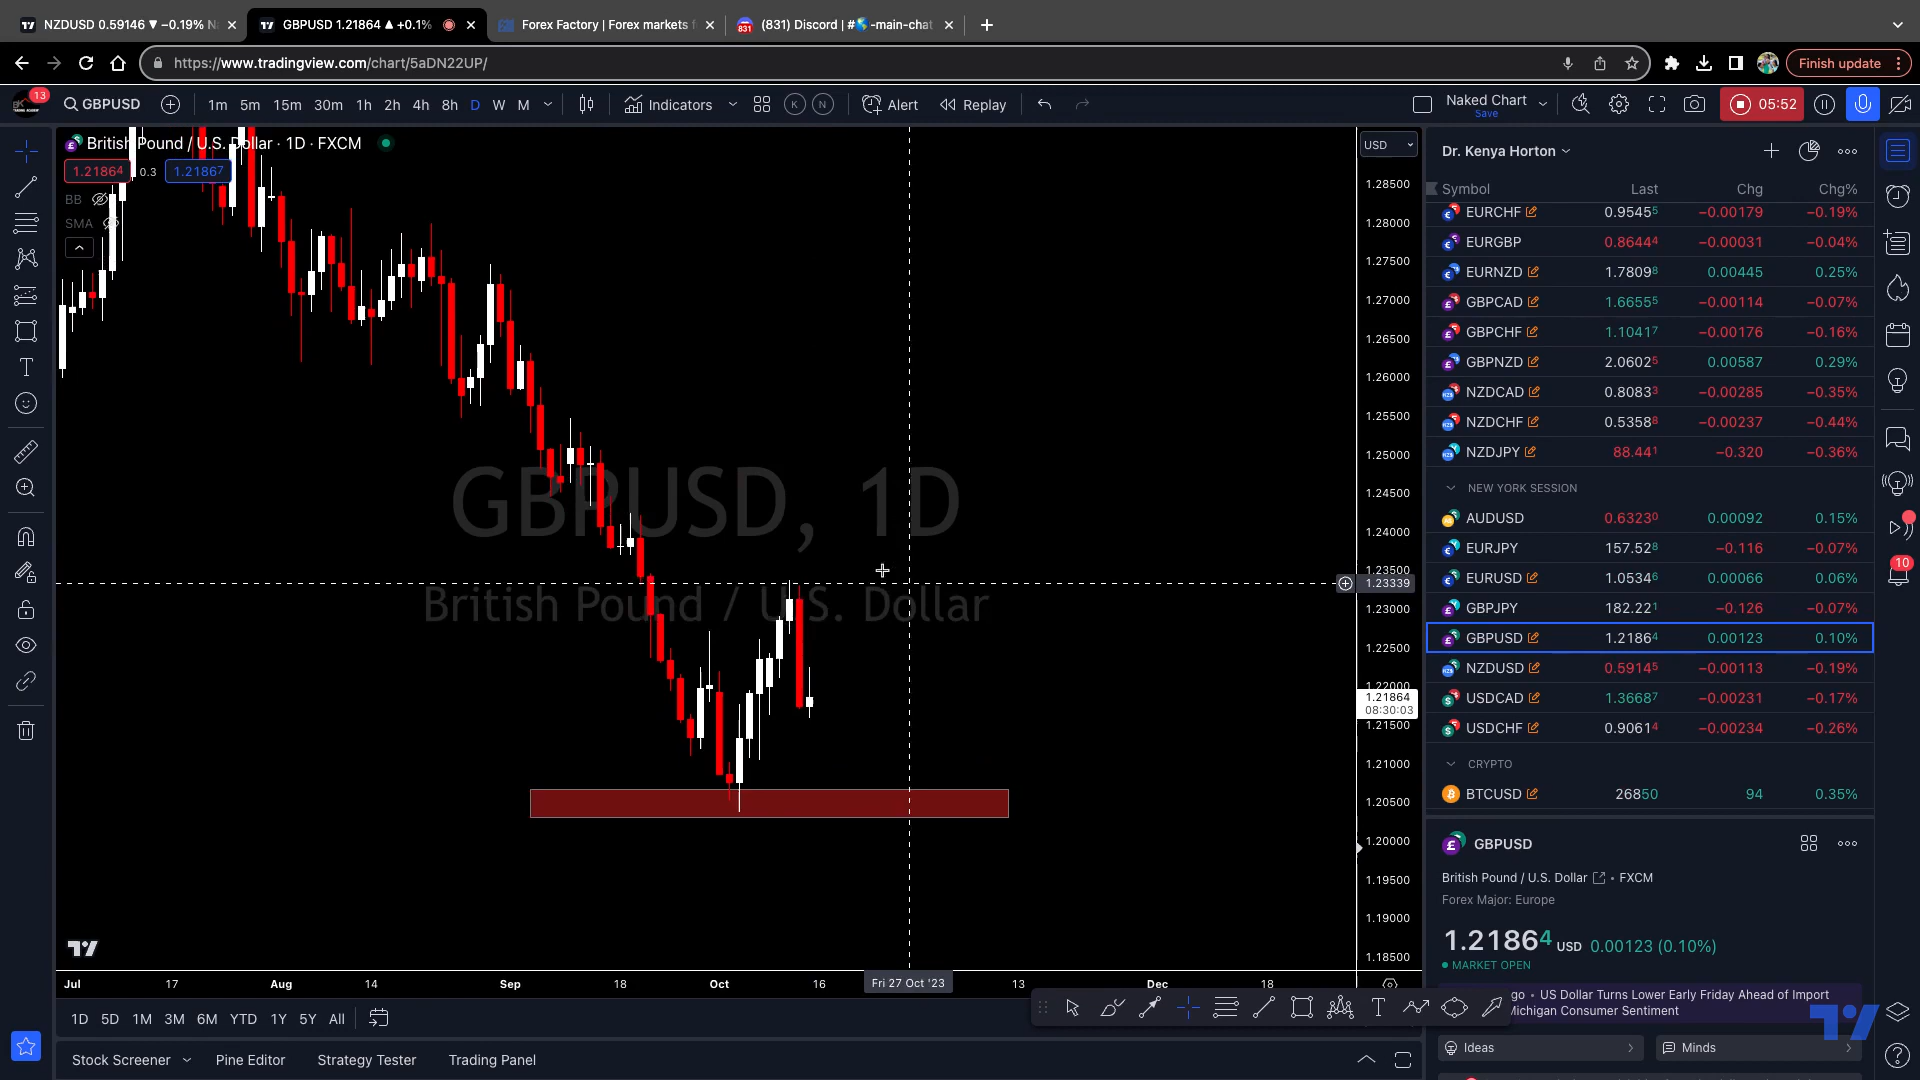 NZDUSD 0.59146 ▼ −0.19% N
GBPUSD 1.21864 ▲ +0.1%
Forex Factory | Forex markets f
(831) Discord | #🌎-main-chat
https://www.tradingview.com/chart/5aDN22UP/
Finish update
13
GBPUSD
1m 5m 15m 30m 1h 2h 4h 8h D W M
Indicators
K N
Alert
Replay
Naked Chart
Save
05:52
British Pound / U.S. Dollar · 1D · FXCM
1.21864 0.3 1.21867
BB
SMA
GBPUSD, 1D
British Pound / U.S. Dollar
USD
1.28500
1.28000
1.27500
1.27000
1.26500
1.26000
1.25500
1.25000
1.24500
1.24000
1.23500
1.23339
1.23000
1.22500
1.22000
1.21864
08:30:03
1.21500
1.21000
1.20500
1.20000
1.19500
1.19000
1.18500
Jul 17 Aug 14 Sep 18 Oct 16 Fri 27 Oct '23 13 Dec 18
1D 5D 1M 3M 6M YTD 1Y 5Y All
Stock Screener Pine Editor Strategy Tester Trading Panel
Dr. Kenya Horton
Symbol Last Chg Chg%
EURCHF 0.95455 −0.00179 −0.19%
EURGBP 0.86444 −0.00031 −0.04%
EURNZD 1.78098 0.00445 0.25%
GBPCAD 1.66555 −0.00114 −0.07%
GBPCHF 1.10417 −0.00176 −0.16%
GBPNZD 2.06025 0.00587 0.29%
NZDCAD 0.80833 −0.00285 −0.35%
NZDCHF 0.53588 −0.00237 −0.44%
NZDJPY 88.441 −0.320 −0.36%
NEW YORK SESSION
AUDUSD 0.63230 0.00092 0.15%
EURJPY 157.528 −0.116 −0.07%
EURUSD 1.05346 0.00066 0.06%
GBPJPY 182.221 −0.126 −0.07%
GBPUSD 1.21864 0.00123 0.10%
NZDUSD 0.59145 −0.00113 −0.19%
USDCAD 1.36687 −0.00231 −0.17%
USDCHF 0.90614 −0.00234 −0.26%
CRYPTO
BTCUSD 26850 94 0.35%
GBPUSD
British Pound / U.S. Dollar • FXCM
Forex Major: Europe
1.21864 USD 0.00123 (0.10%)
MARKET OPEN
go • US Dollar Turns Lower Early Friday Ahead of Import
Michigan Consumer Sentiment
Ideas
Minds
10